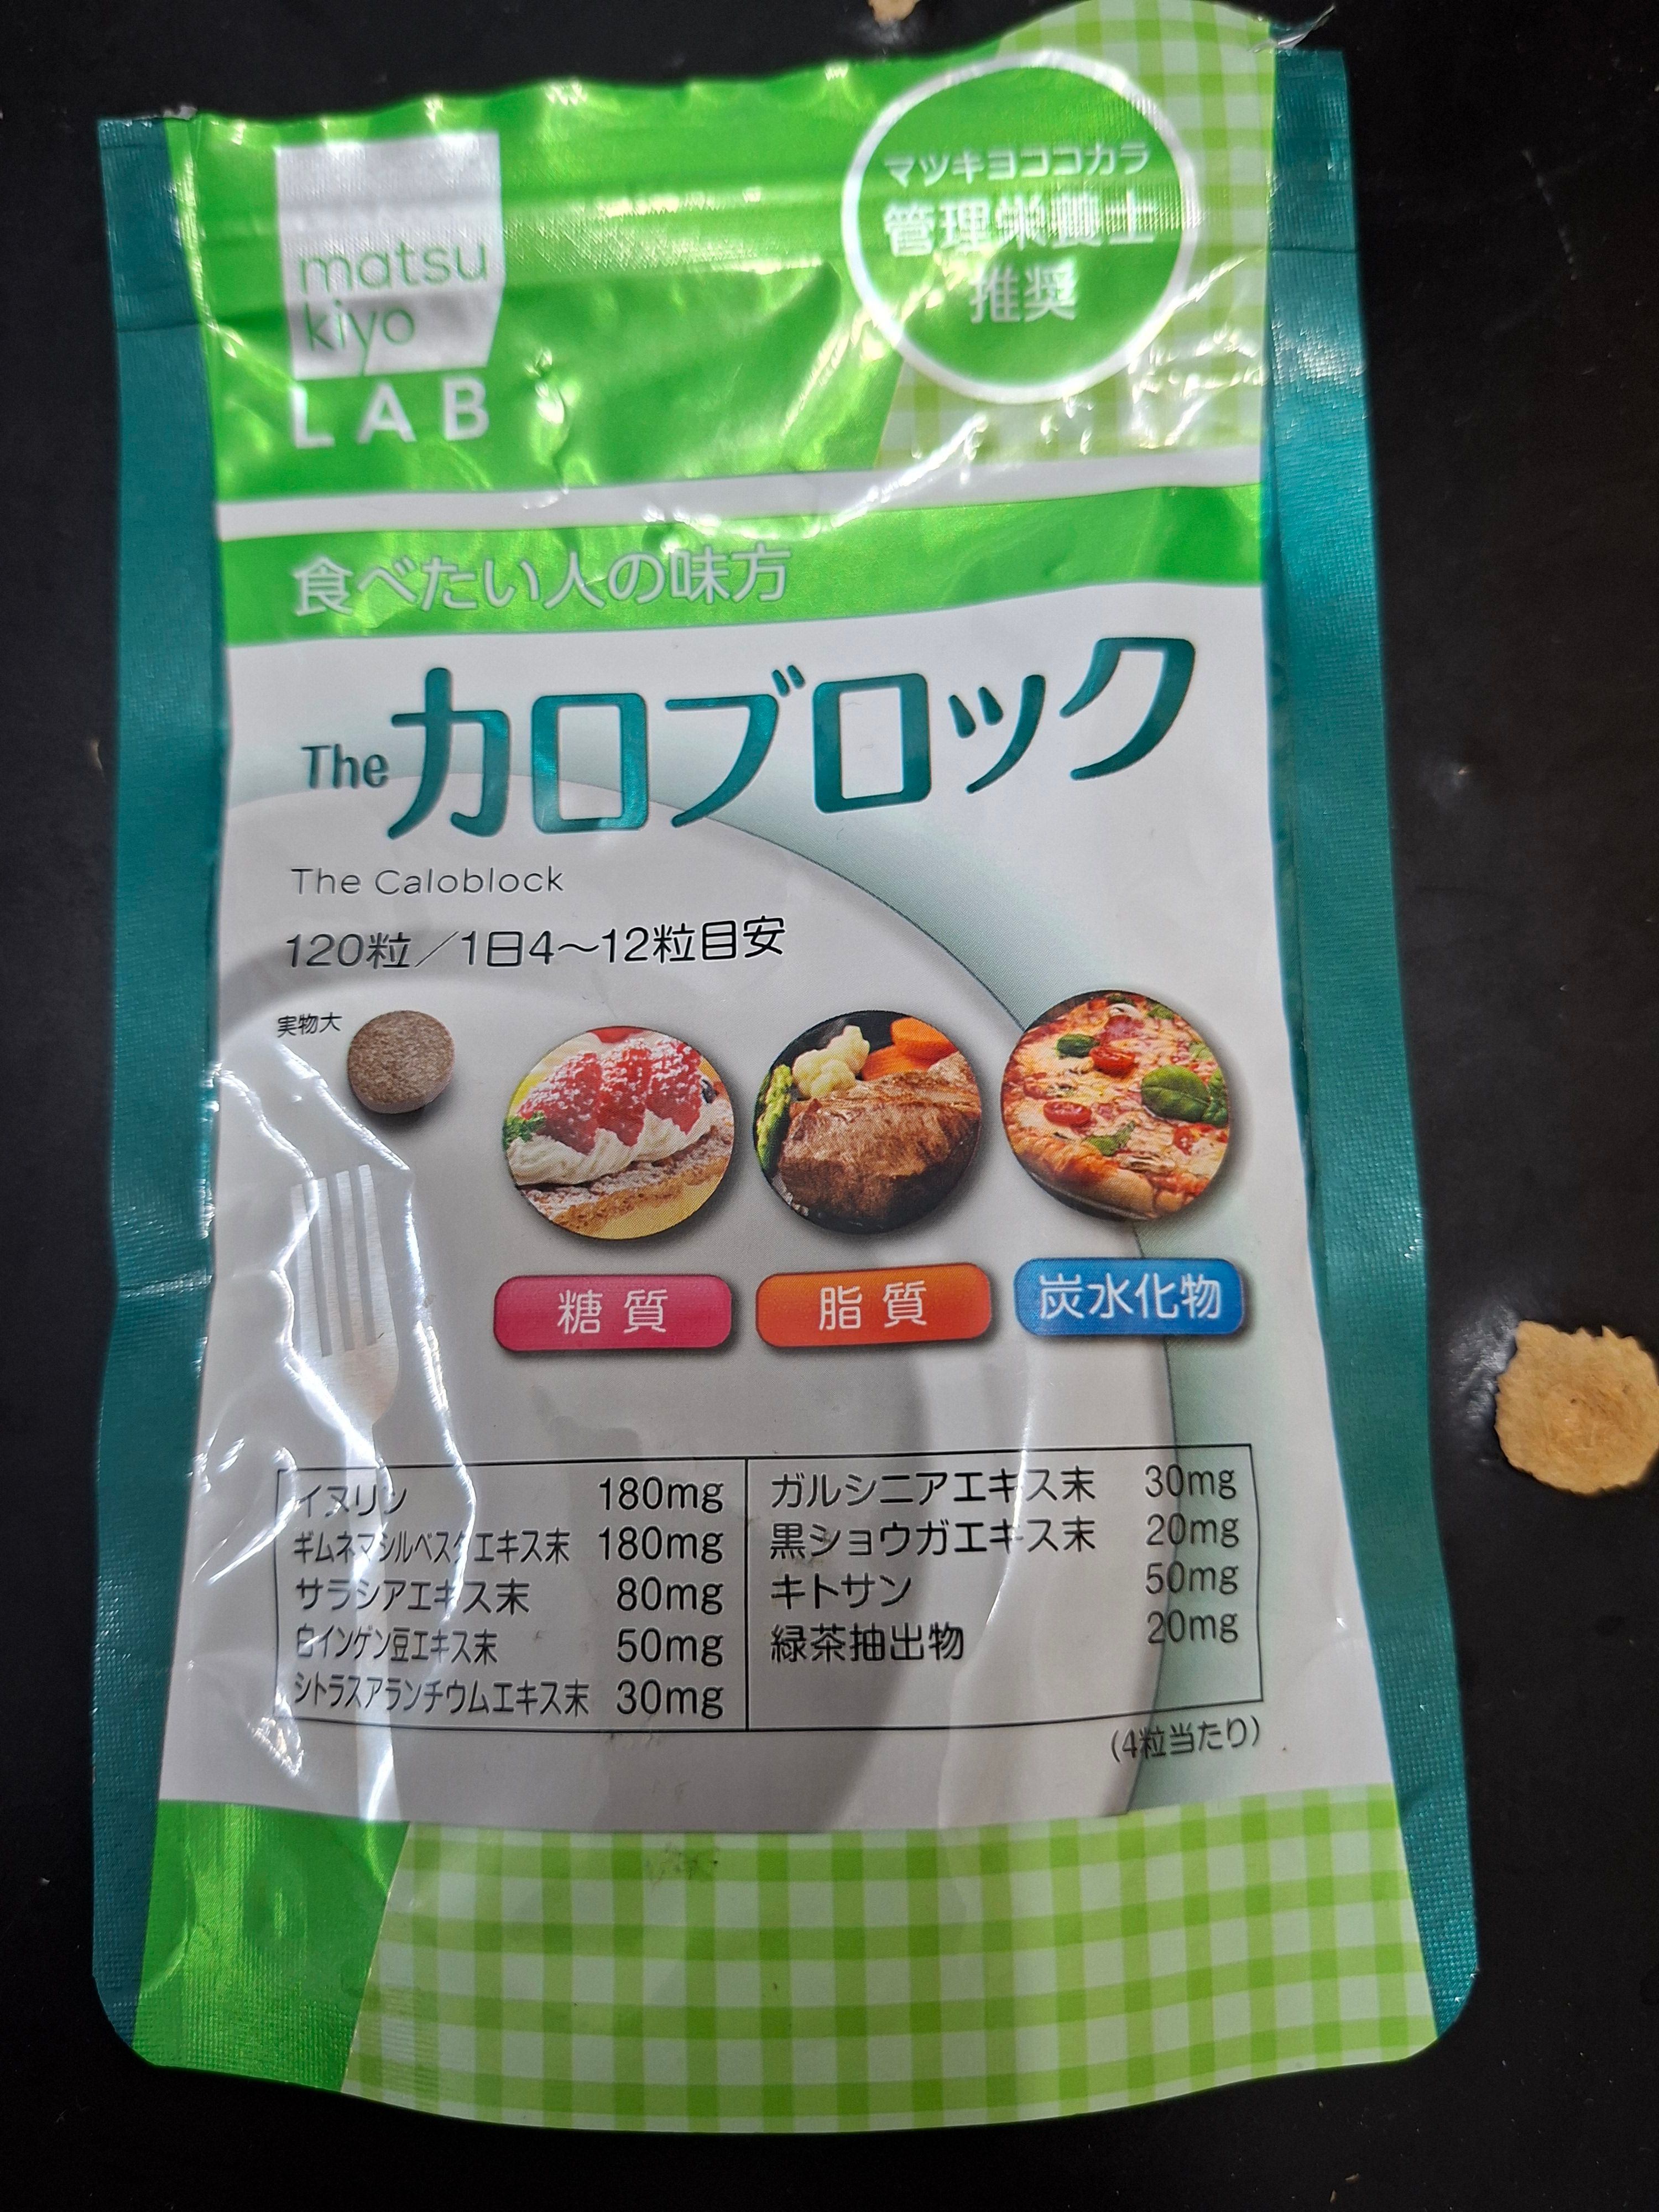 matsu
kiyo
LAB
マツキヨココカラ
管理栄養士
推奨
食べたい人の味方
The カロブロック
The Caloblock
120粒／1日4～12粒目安
実物大
糖質
脂質
炭水化物
イヌリン 180mg
ギムネマシルベスタエキス末 180mg
サラシアエキス末 80mg
白インゲン豆エキス末 50mg
シトラスアランチウムエキス末 30mg
ガルシニアエキス末 30mg
黒ショウガエキス末 20mg
キトサン 50mg
緑茶抽出物 20mg
(4粒当たり)